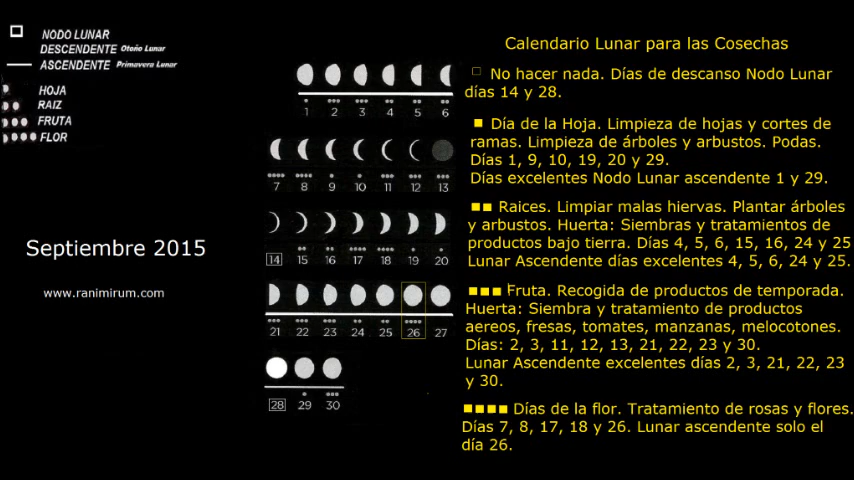 NODO LUNAR
DESCENDENTE Otoño Lunar
ASCENDENTE Primavera Lunar
HOJA
RAIZ
FRUTA
FLOR
Septiembre 2015
www.ranimirum.com
1 2 3 4 5 6
7 8 9 10 11 12 13
14 15 16 17 18 19 20
21 22 23 24 25 26 27
28 29 30
Calendario Lunar para las Cosechas
No hacer nada. Días de descanso Nodo Lunar
días 14 y 28.
Día de la Hoja. Limpieza de hojas y cortes de
ramas. Limpieza de árboles y arbustos. Podas.
Días 1, 9, 10, 19, 20 y 29.
Días excelentes Nodo Lunar ascendente 1 y 29.
Raices. Limpiar malas hiervas. Plantar árboles
y arbustos. Huerta: Siembras y tratamientos de
productos bajo tierra. Días 4, 5, 6, 15, 16, 24 y 25
Lunar Ascendente días excelentes 4, 5, 6, 24 y 25.
Fruta. Recogida de productos de temporada.
Huerta: Siembra y tratamiento de productos
aereos, fresas, tomates, manzanas, melocotones.
Días: 2, 3, 11, 12, 13, 21, 22, 23 y 30.
Lunar Ascendente excelentes días 2, 3, 21, 22, 23
y 30.
Días de la flor. Tratamiento de rosas y flores.
Días 7, 8, 17, 18 y 26. Lunar ascendente solo el
día 26.